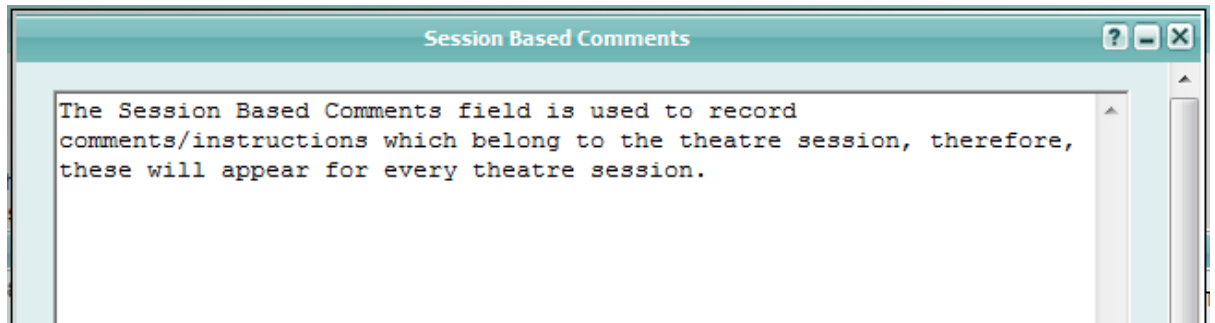 Session Based Comments
The Session Based Comments field is used to record
comments/instructions which belong to the theatre session, therefore,
these will appear for every theatre session.